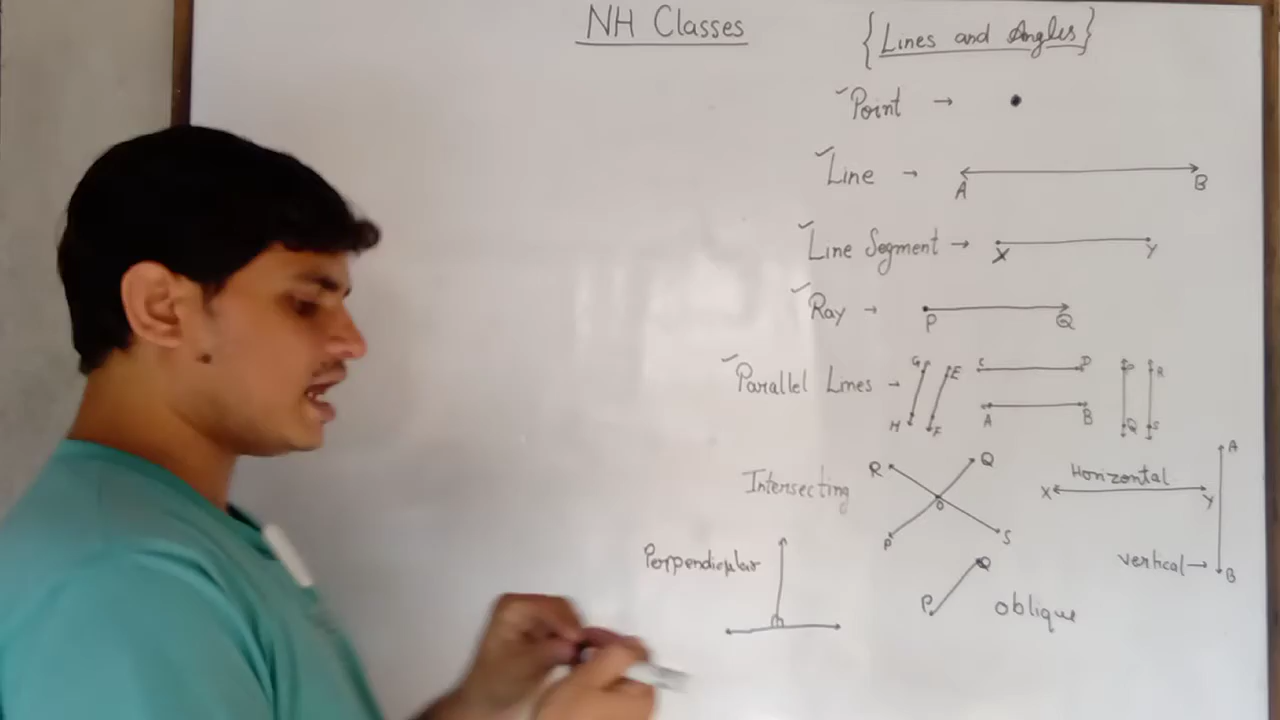 NH Classes
{Lines and Angles}
Point →
Line →
A B
Line Segment →
X Y
Ray →
P Q
Parallel Lines →
G E C D P R
H F A B Q S
Intersecting
R Q
O
P S
Horizontal
X Y
A
vertical →
B
Perpendicular
P Q
oblique